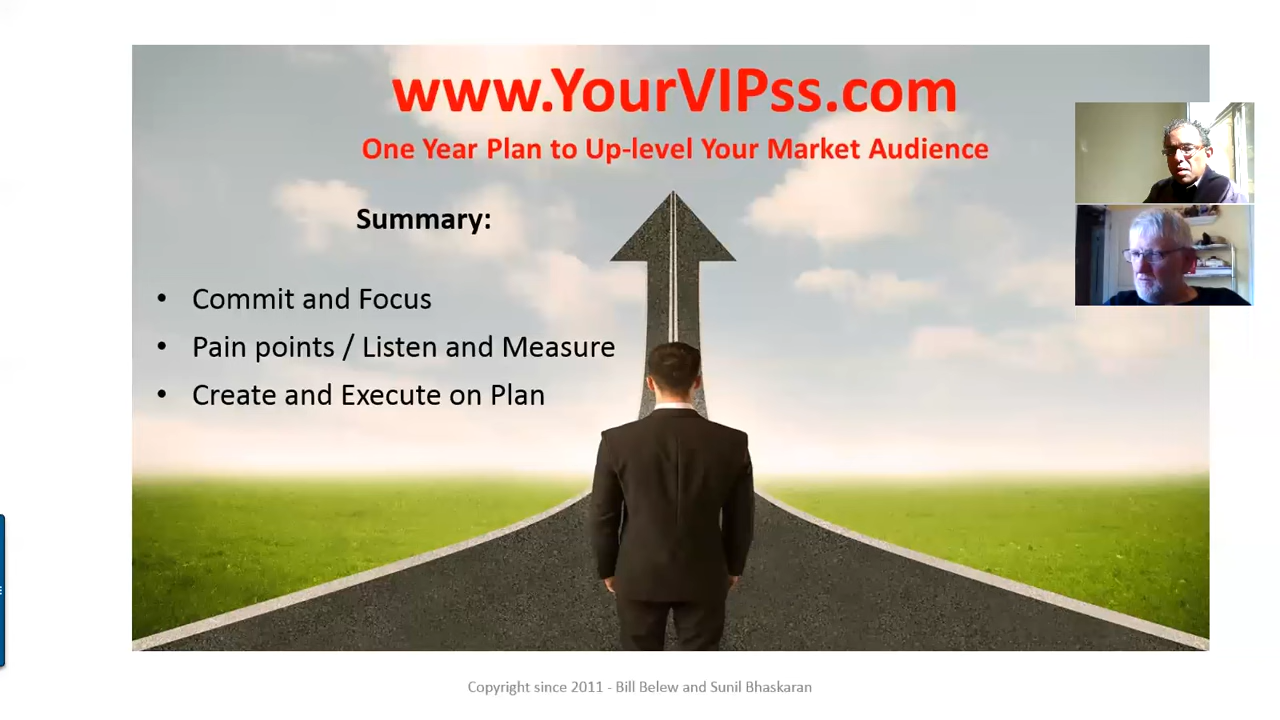 www.YourVIPss.com
One Year Plan to Up-level Your Market Audience
Summary:
• Commit and Focus
• Pain points / Listen and Measure
• Create and Execute on Plan
Copyright since 2011 - Bill Belew and Sunil Bhaskaran